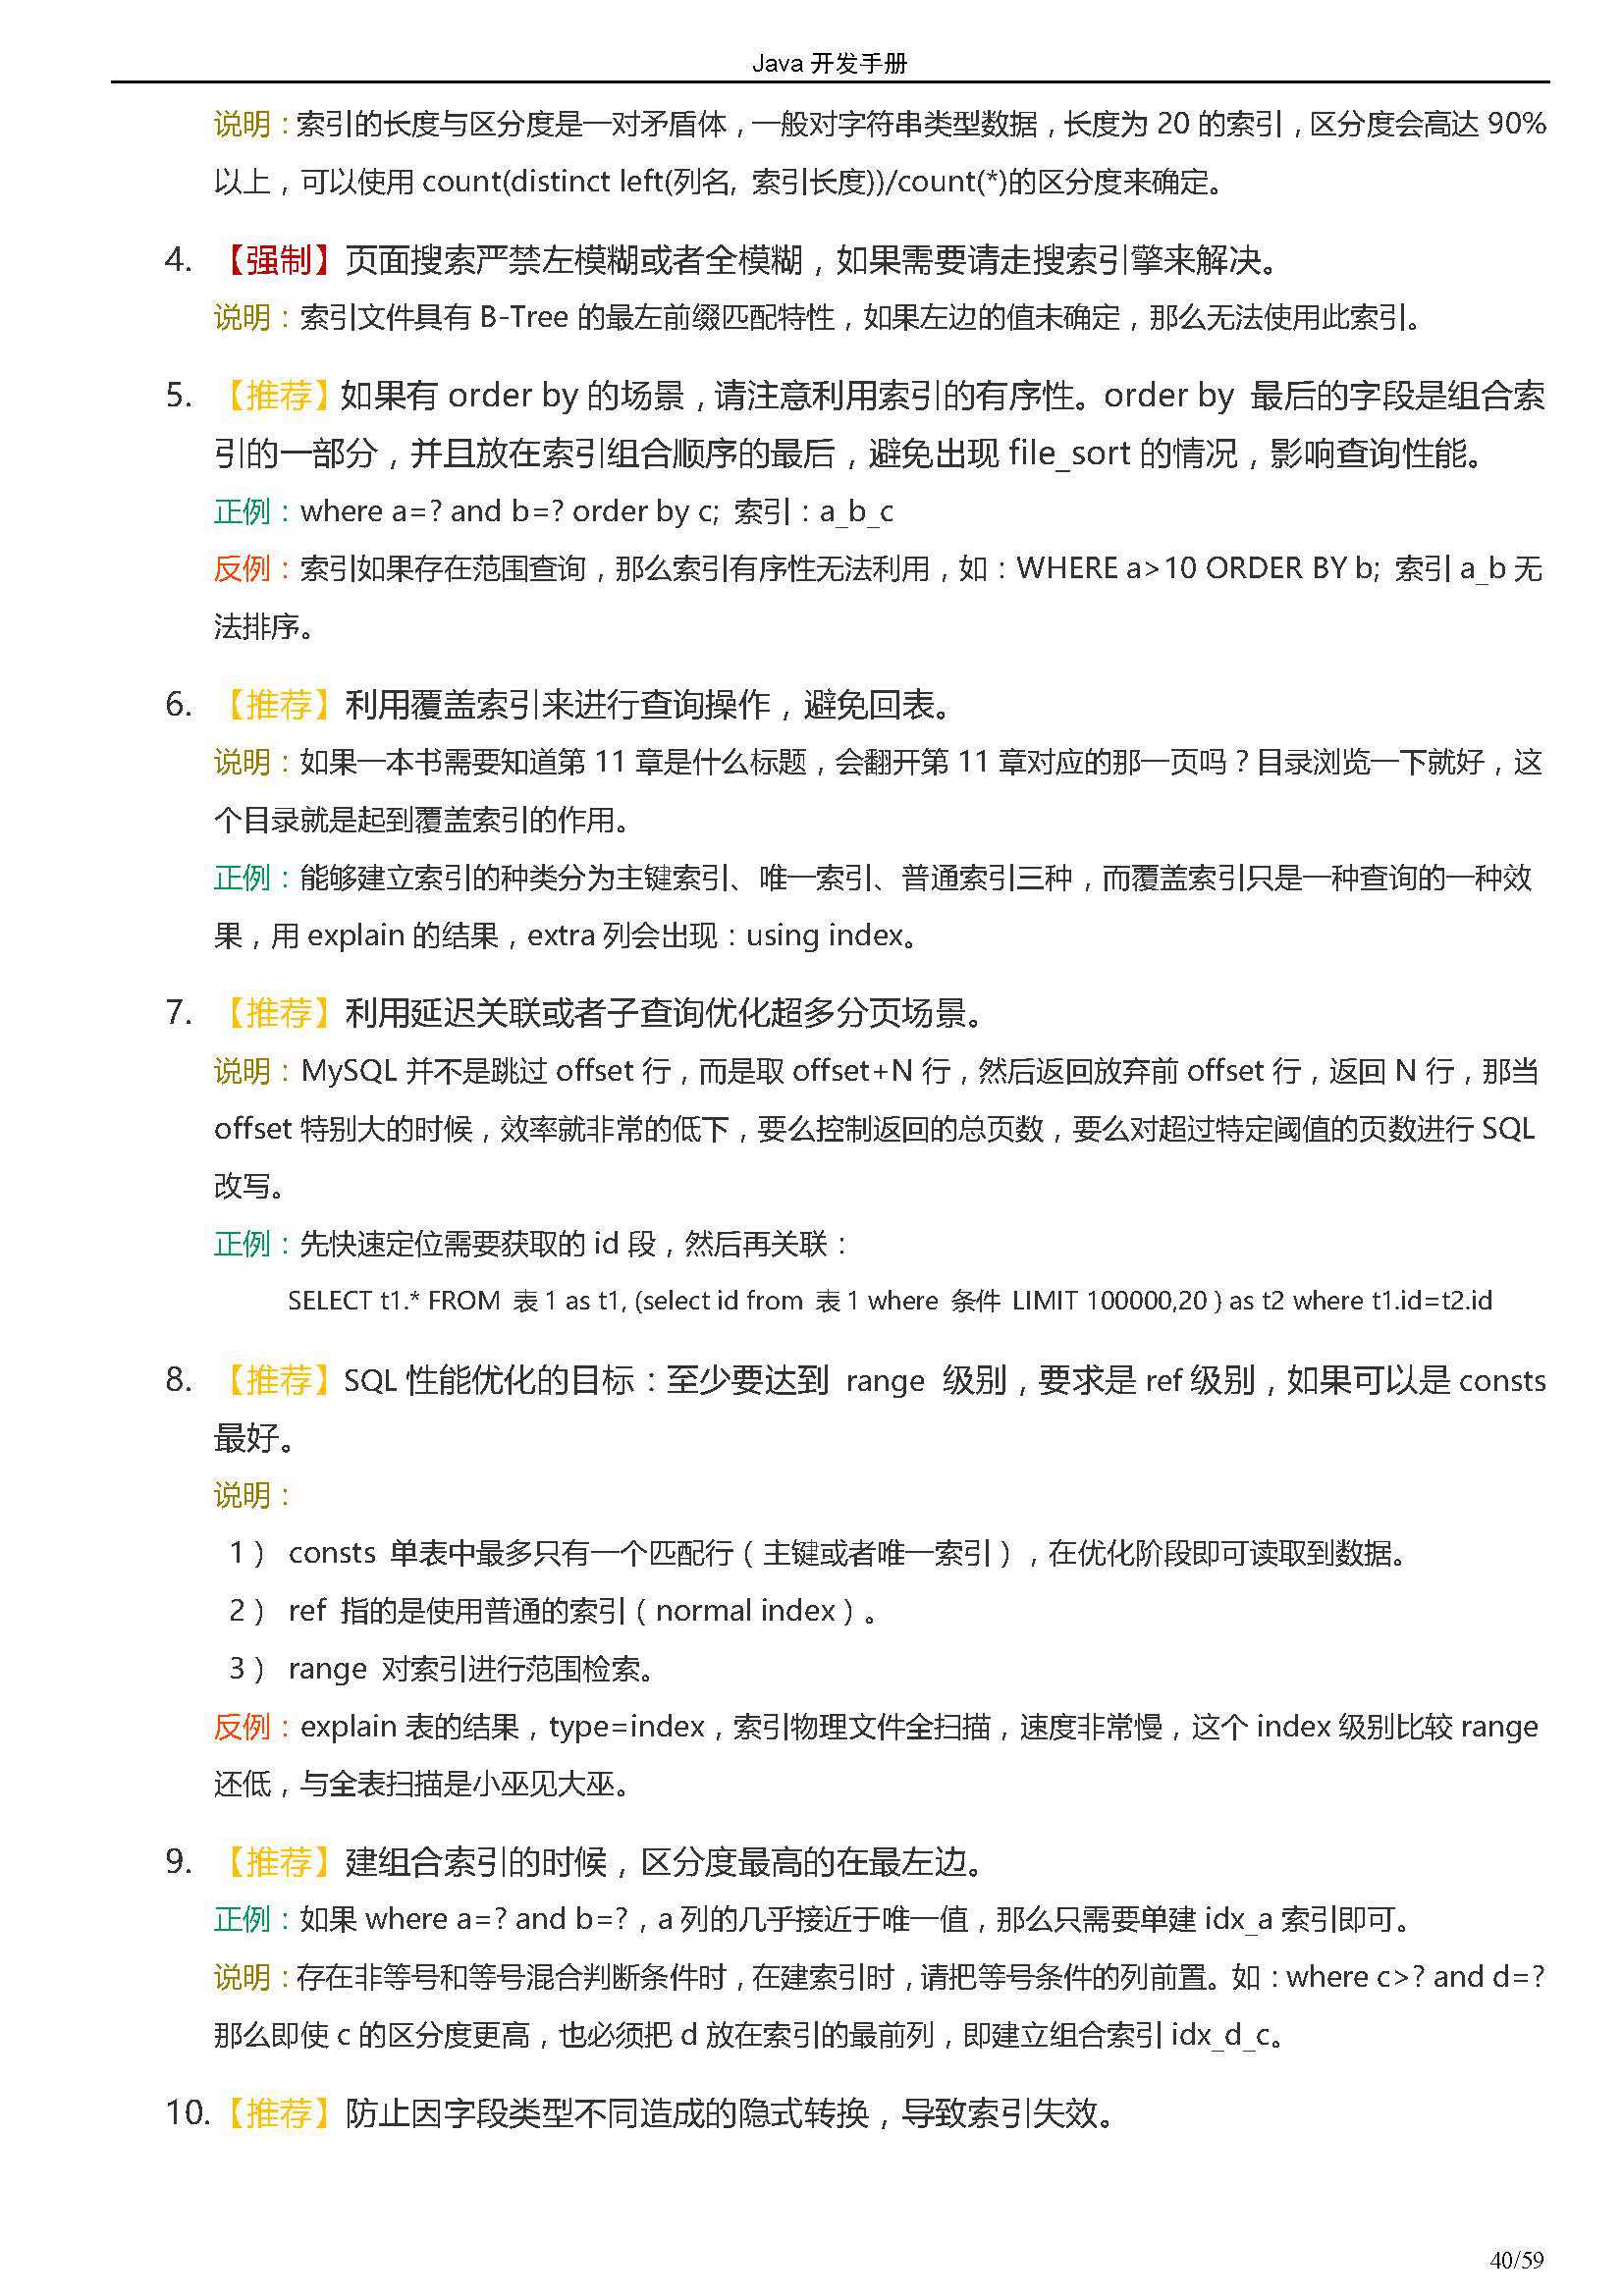 Java 开发手册
说明：索引的长度与区分度是一对矛盾体，一般对字符串类型数据，长度为 20 的索引，区分度会高达 90%
以上，可以使用 count(distinct left(列名, 索引长度))/count(*)的区分度来确定。
4. 【强制】页面搜索严禁左模糊或者全模糊，如果需要请走搜索引擎来解决。
说明：索引文件具有 B-Tree 的最左前缀匹配特性，如果左边的值未确定，那么无法使用此索引。
5. 【推荐】如果有 order by 的场景，请注意利用索引的有序性。order by 最后的字段是组合索
引的一部分，并且放在索引组合顺序的最后，避免出现 file_sort 的情况，影响查询性能。
正例：where a=? and b=? order by c; 索引：a_b_c
反例：索引如果存在范围查询，那么索引有序性无法利用，如：WHERE a>10 ORDER BY b; 索引 a_b 无
法排序。
6. 【推荐】利用覆盖索引来进行查询操作，避免回表。
说明：如果一本书需要知道第 11 章是什么标题，会翻开第 11 章对应的那一页吗？目录浏览一下就好，这
个目录就是起到覆盖索引的作用。
正例：能够建立索引的种类分为主键索引、唯一索引、普通索引三种，而覆盖索引只是一种查询的一种效
果，用 explain 的结果，extra 列会出现：using index。
7. 【推荐】利用延迟关联或者子查询优化超多分页场景。
说明：MySQL 并不是跳过 offset 行，而是取 offset+N 行，然后返回放弃前 offset 行，返回 N 行，那当
offset 特别大的时候，效率就非常的低下，要么控制返回的总页数，要么对超过特定阈值的页数进行 SQL
改写。
正例：先快速定位需要获取的 id 段，然后再关联：
SELECT t1.* FROM 表 1 as t1, (select id from 表 1 where 条件 LIMIT 100000,20 ) as t2 where t1.id=t2.id
8. 【推荐】SQL 性能优化的目标：至少要达到 range 级别，要求是 ref 级别，如果可以是 consts
最好。
说明：
1） consts 单表中最多只有一个匹配行（主键或者唯一索引），在优化阶段即可读取到数据。
2） ref 指的是使用普通的索引（normal index）。
3） range 对索引进行范围检索。
反例：explain 表的结果，type=index，索引物理文件全扫描，速度非常慢，这个 index 级别比较 range
还低，与全表扫描是小巫见大巫。
9. 【推荐】建组合索引的时候，区分度最高的在最左边。
正例：如果 where a=? and b=?，a 列的几乎接近于唯一值，那么只需要单建 idx_a 索引即可。
说明：存在非等号和等号混合判断条件时，在建索引时，请把等号条件的列前置。如：where c>? and d=?
那么即使 c 的区分度更高，也必须把 d 放在索引的最前列，即建立组合索引 idx_d_c。
10. 【推荐】防止因字段类型不同造成的隐式转换，导致索引失效。
40/59